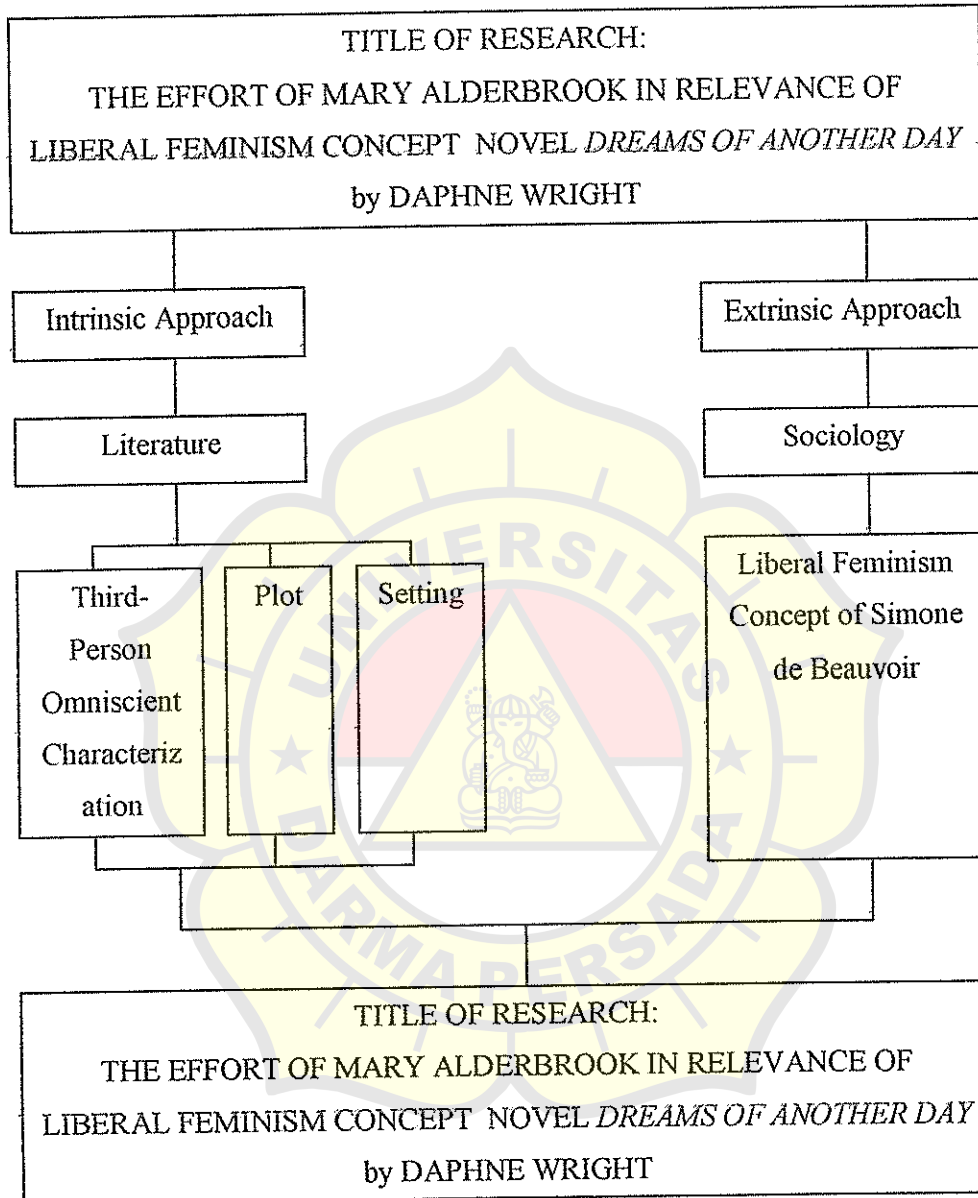 TITLE OF RESEARCH:
THE EFFORT OF MARY ALDERBROOK IN RELEVANCE OF
LIBERAL FEMINISM CONCEPT NOVEL DREAMS OF ANOTHER DAY
by DAPHNE WRIGHT
Intrinsic Approach
Extrinsic Approach
Literature
Sociology
Third-
Person
Omniscient
Characteriz
ation
Plot
Setting
Liberal Feminism
Concept of Simone
de Beauvoir
UNIVERSITAS
DARMA PERSADA
TITLE OF RESEARCH:
THE EFFORT OF MARY ALDERBROOK IN RELEVANCE OF
LIBERAL FEMINISM CONCEPT NOVEL DREAMS OF ANOTHER DAY
by DAPHNE WRIGHT